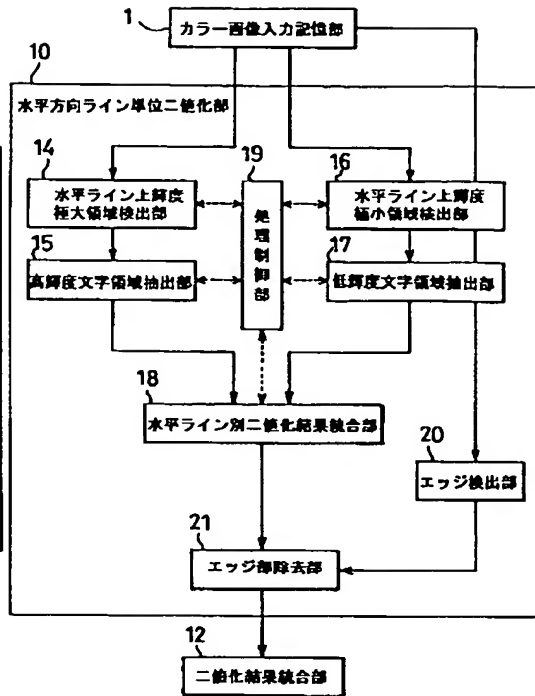 1
カラー画像入力記憶部
10
水平方向ライン単位二値化部
14
水平ライン上輝度
極大領域検出部
19
処理制御部
16
水平ライン上輝度
極小領域検出部
15
高輝度文字領域抽出部
17
低輝度文字領域抽出部
18
水平ライン別二値化結果統合部
20
エッジ検出部
21
エッジ部除去部
12
二値化結果統合部